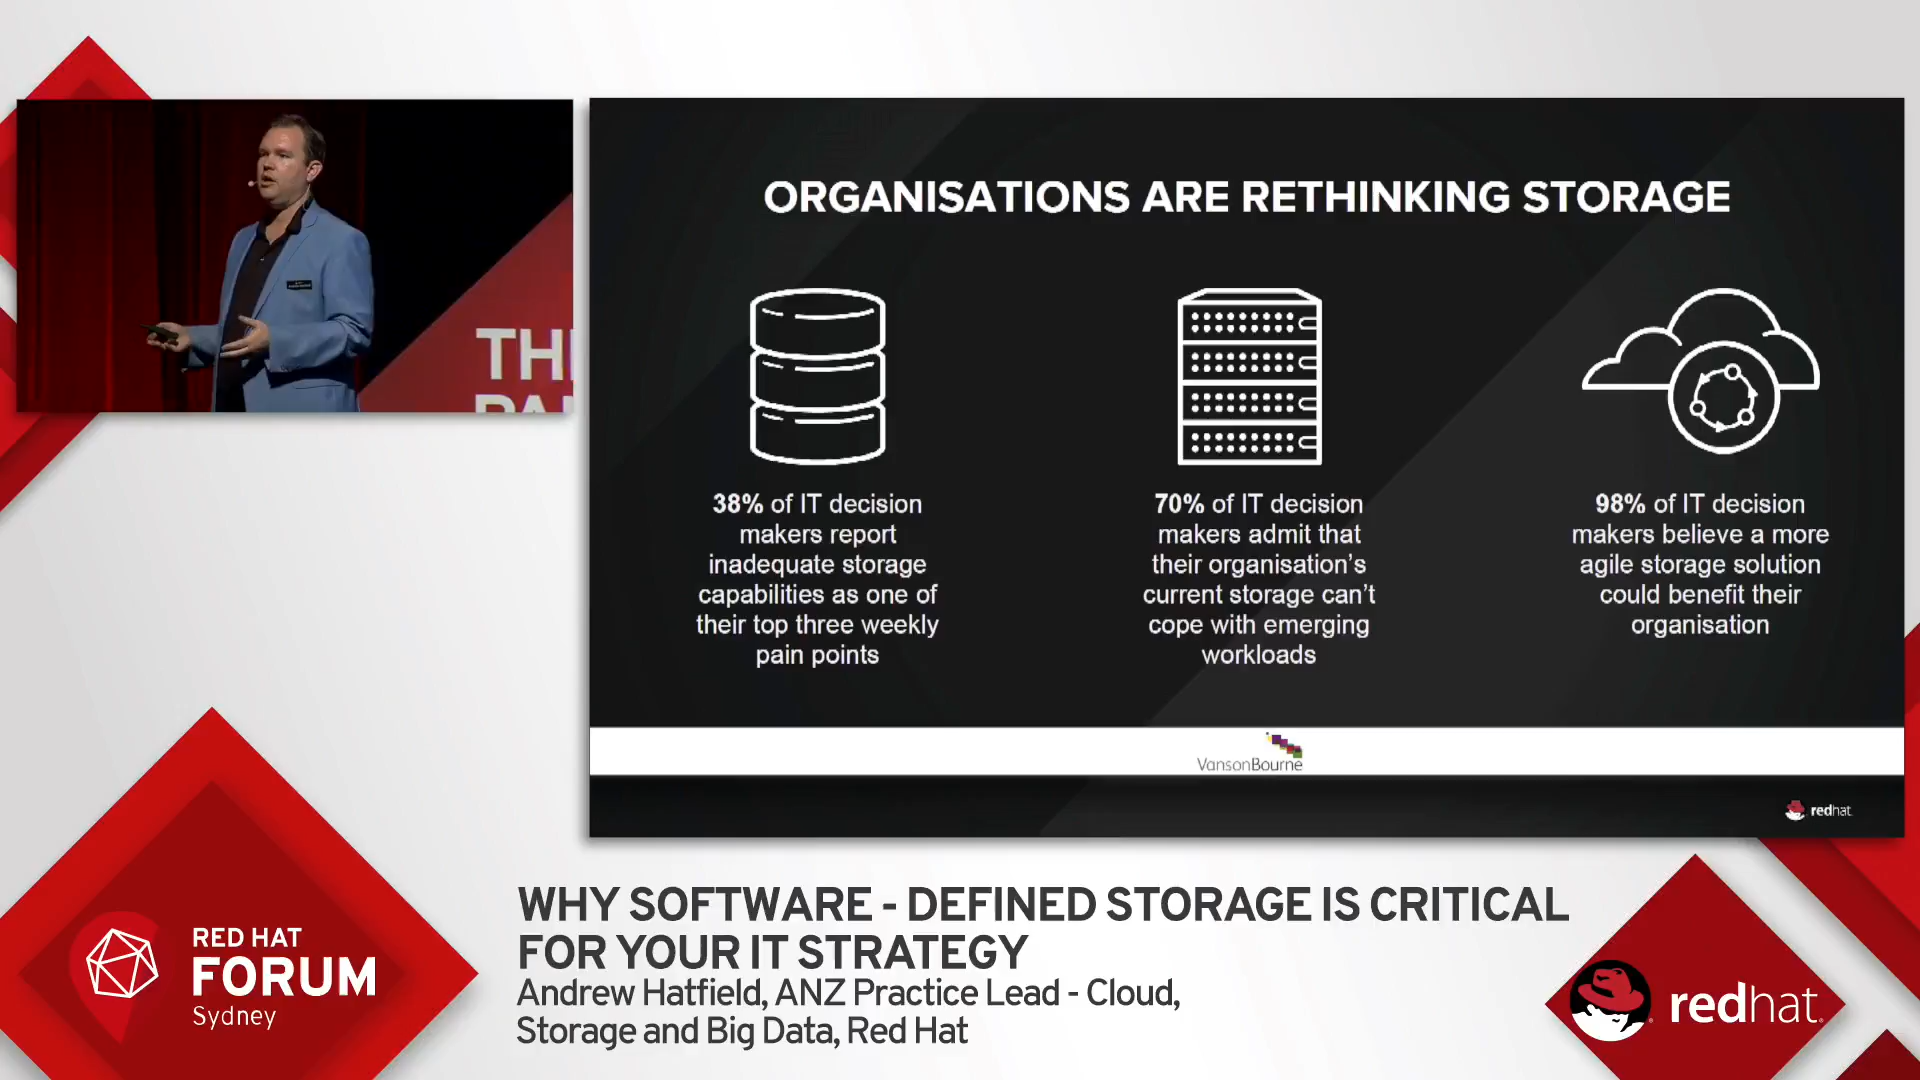 THE
ORGANISATIONS ARE RETHINKING STORAGE
38% of IT decision
makers report
inadequate storage
capabilities as one of
their top three weekly
pain points
70% of IT decision
makers admit that
their organisation's
current storage can't
cope with emerging
workloads
98% of IT decision
makers believe a more
agile storage solution
could benefit their
organisation
VansonBourne
redhat.
WHY SOFTWARE - DEFINED STORAGE IS CRITICAL
FOR YOUR IT STRATEGY
Andrew Hatfield, ANZ Practice Lead - Cloud,
Storage and Big Data, Red Hat
RED HAT
FORUM
Sydney
redhat.